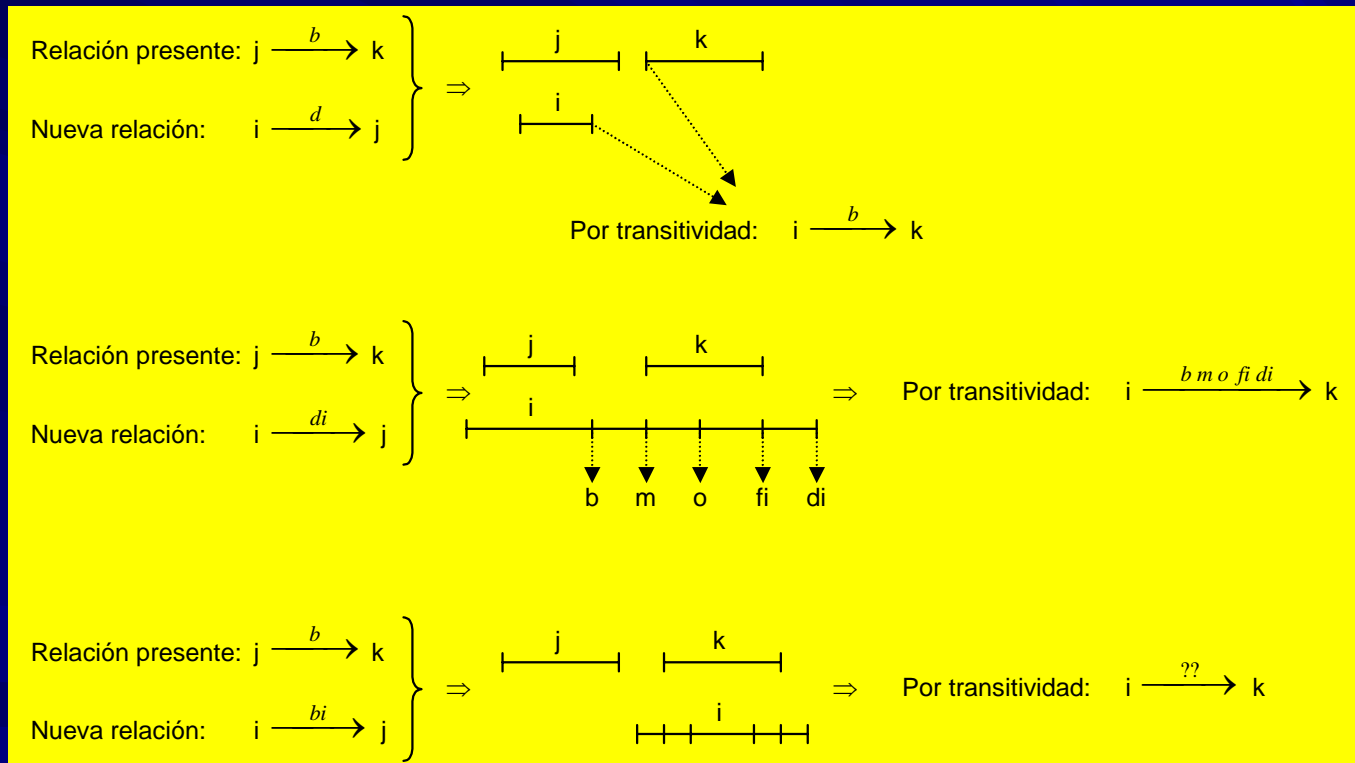 Relación presente: j b k
Nueva relación: i d j
⇒
j k
i
Por transitividad: i b k
Relación presente: j b k
Nueva relación: i di j
⇒
j k
i
b m o fi di
⇒ Por transitividad: i b m o fi di k
Relación presente: j b k
Nueva relación: i bi j
⇒
j k
i
⇒ Por transitividad: i ?? k